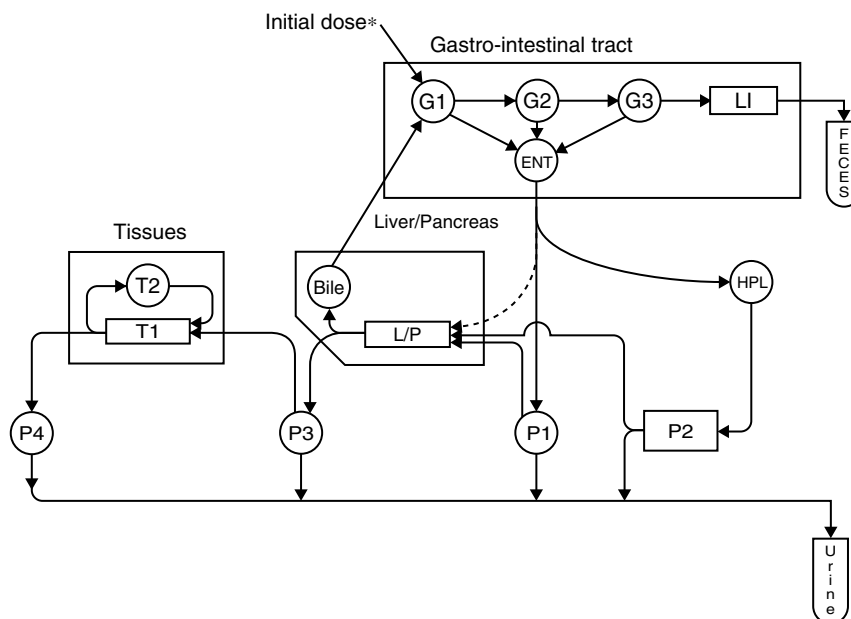 Initial dose*
Gastro-intestinal tract
G1
G2
G3
LI
ENT
FECES
Liver/Pancreas
Tissues
Bile
T2
HPL
T1
L/P
P4
P3
P1
P2
Urine